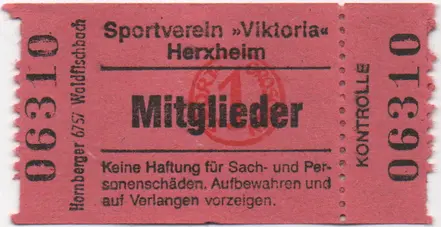 06310
Hornberger 6757 Waldfischbach
Sportverein »Viktoria«
Herxheim
Mitglieder
Keine Haftung für Sach- und Per-
sonenschäden. Aufbewahren und
auf Verlangen vorzeigen.
KONTROLLE
06310
1